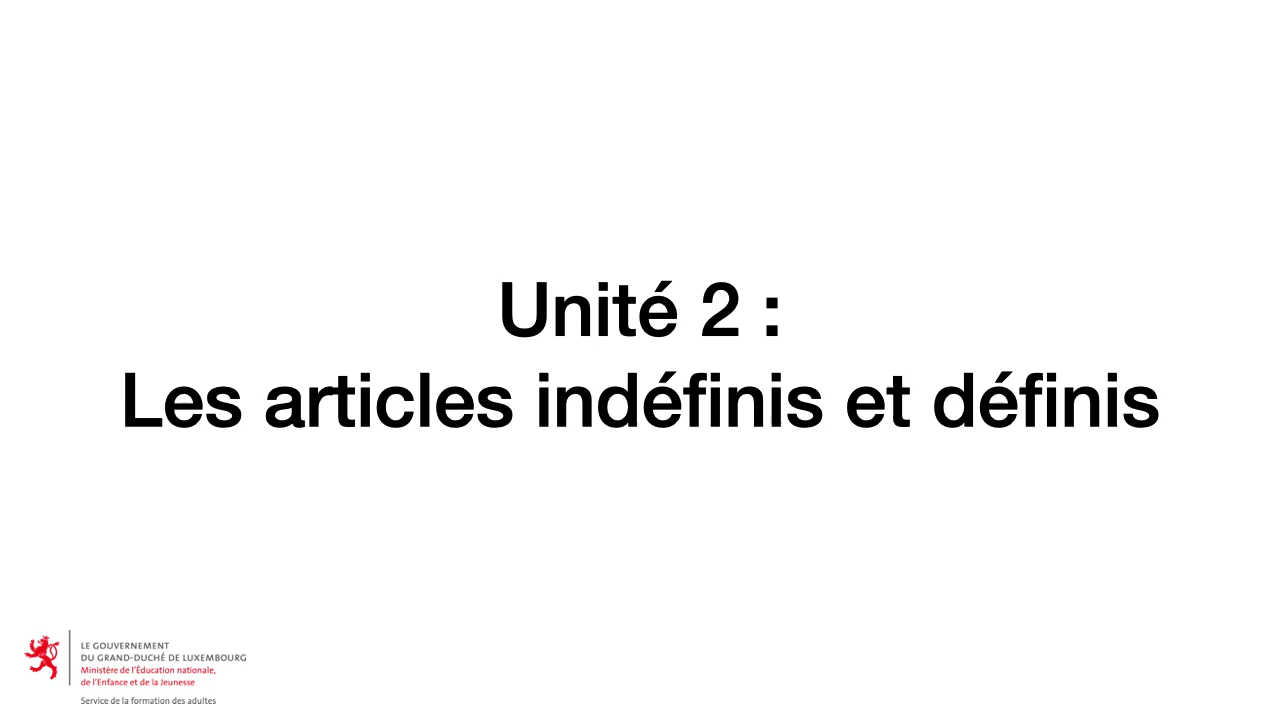 Unité 2 :
Les articles indéfinis et définis
LE GOUVERNEMENT
DU GRAND-DUCHÉ DE LUXEMBOURG
Ministère de l'Éducation nationale,
de l'Enfance et de la Jeunesse
Service de la formation des adultes